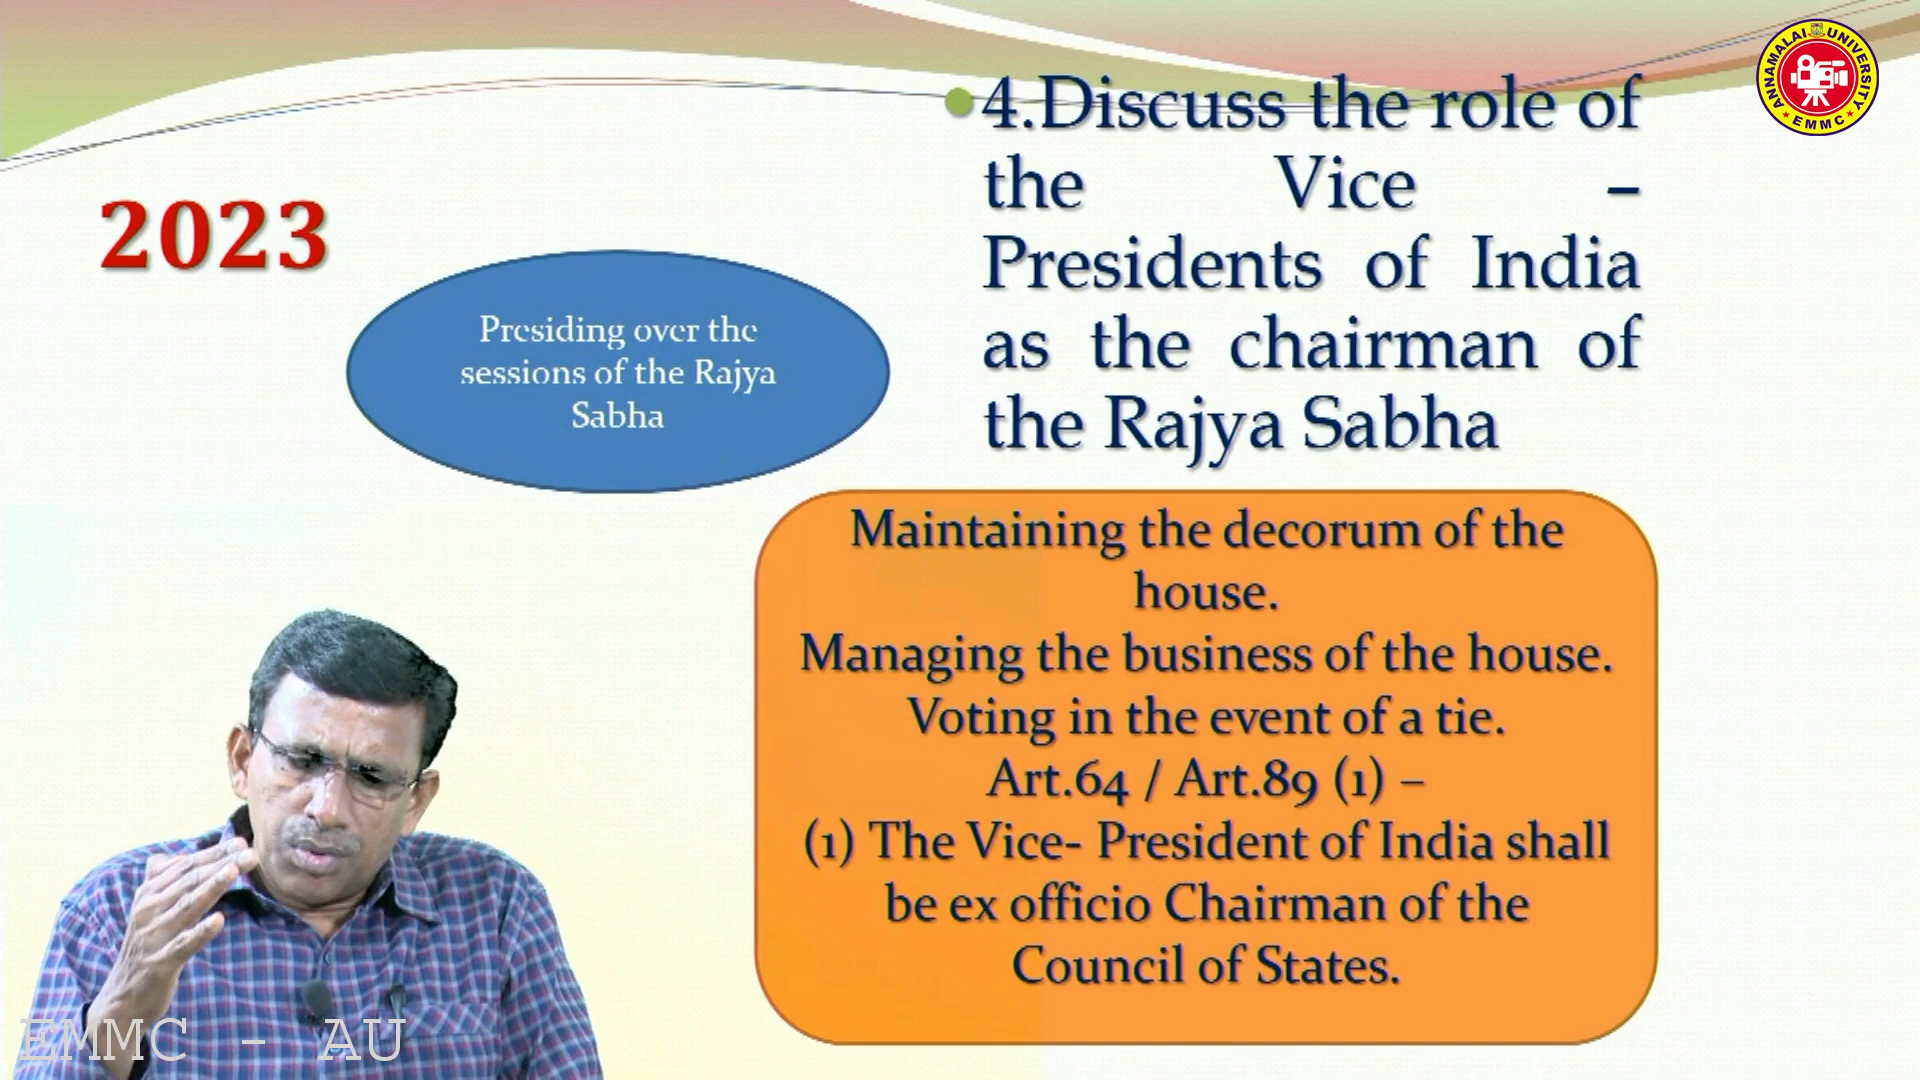 ANNAMALAI UNIVERSITY
EMMC
4.Discuss the role of
the Vice –
Presidents of India
as the chairman of
the Rajya Sabha
2023
Presiding over the
sessions of the Rajya
Sabha
Maintaining the decorum of the
house.
Managing the business of the house.
Voting in the event of a tie.
Art.64 / Art.89 (1) –
(1) The Vice- President of India shall
be ex officio Chairman of the
Council of States.
EMMC - AU